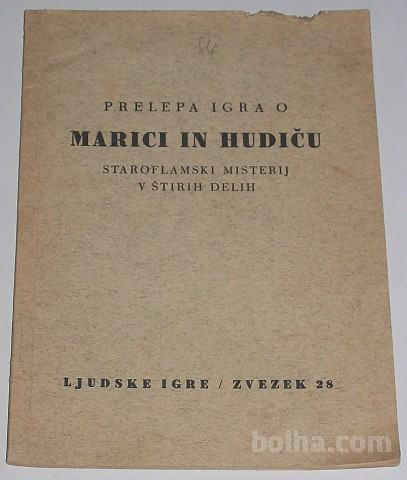 PRELEPA IGRA O
MARICI IN HUDIČU
STAROFLAMSKI MISTERIJ
V ŠTIRIH DELIH
LJUDSKE IGRE / ZVEZEK 28
bolha.com